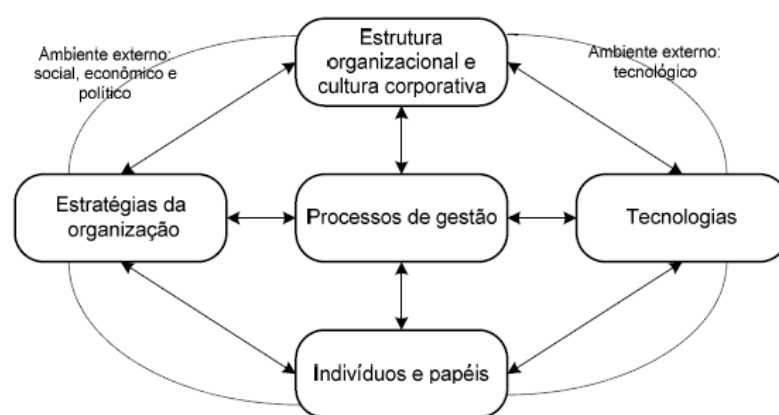 Ambiente externo:
social, econômico e
político
Estrutura
organizacional e
cultura corporativa
Ambiente externo:
tecnológico
Estratégias da
organização
Processos de gestão
Tecnologias
Indivíduos e papéis